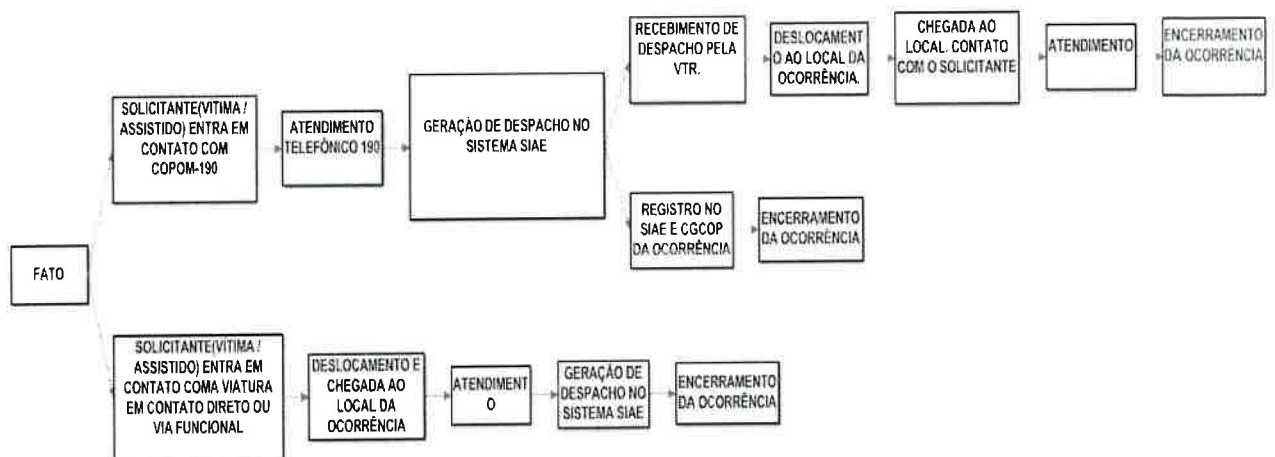 FATO
SOLICITANTE(VÍTIMA /
ASSISTIDO) ENTRA EM
CONTATO COM
COPOM-190
ATENDIMENTO
TELEFÔNICO 190
GERAÇÃO DE DESPACHO NO
SISTEMA SIAE
RECEBIMENTO DE
DESPACHO PELA
VTR.
DESLOCAMENT
O AO LOCAL DA
OCORRÊNCIA.
CHEGADA AO
LOCAL. CONTATO
COM O SOLICITANTE
ATENDIMENTO
ENCERRAMENTO
DA OCORRÊNCIA
REGISTRO NO
SIAE E CGCOP
DA OCORRÊNCIA
ENCERRAMENTO
DA OCORRÊNCIA
SOLICITANTE(VÍTIMA /
ASSISTIDO) ENTRA EM
CONTATO COMA VIATURA
EM CONTATO DIRETO OU
VIA FUNCIONAL
DESLOCAMENTO E
CHEGADA AO
LOCAL DA
OCORRÊNCIA
ATENDIMENT
O
GERAÇÃO DE
DESPACHO NO
SISTEMA SIAE
ENCERRAMENTO
DA OCORRÊNCIA